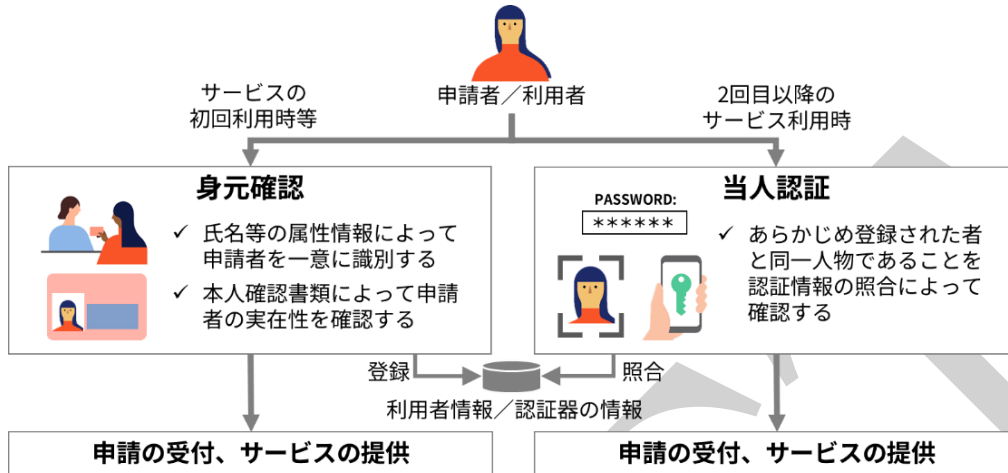 申請者／利用者
サービスの
初回利用時等
2回目以降の
サービス利用時
身元確認
✓ 氏名等の属性情報によって
申請者を一意に識別する
✓ 本人確認書類によって申請
者の実在性を確認する
当人認証
PASSWORD:
******
✓ あらかじめ登録された者
と同一人物であることを
認証情報の照合によって
確認する
登録
照合
利用者情報／認証器の情報
申請の受付、サービスの提供
申請の受付、サービスの提供